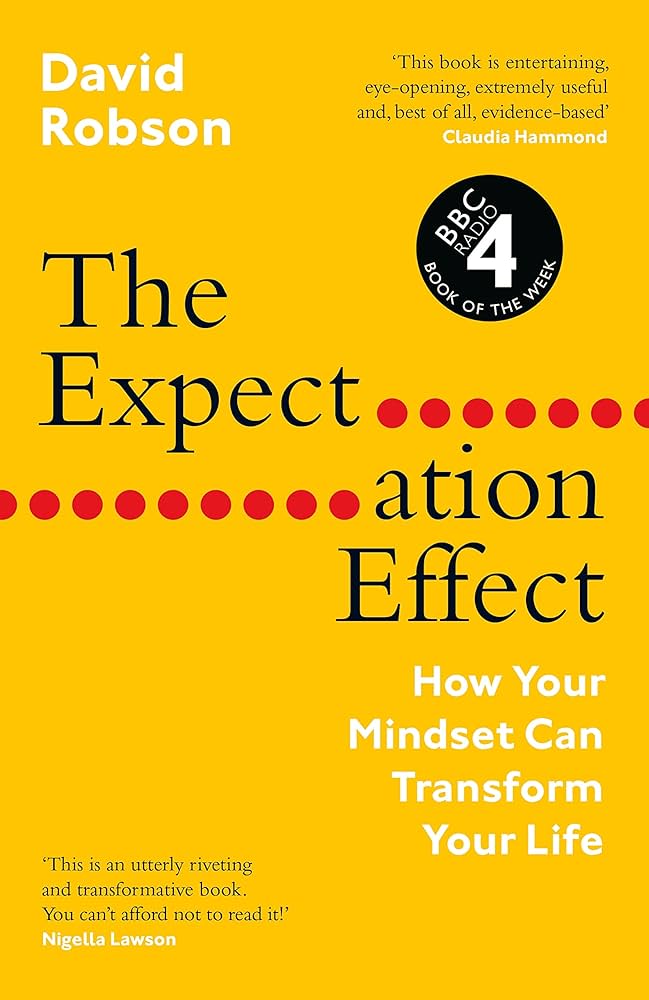 David
Robson
‘This book is entertaining,
eye-opening, extremely useful
and, best of all, evidence-based’
Claudia Hammond
BBC
RADIO
4
BOOK OF THE WEEK
The
Expect
ation
Effect
How Your
Mindset Can
Transform
Your Life
‘This is an utterly riveting
and transformative book.
You can’t afford not to read it!’
Nigella Lawson